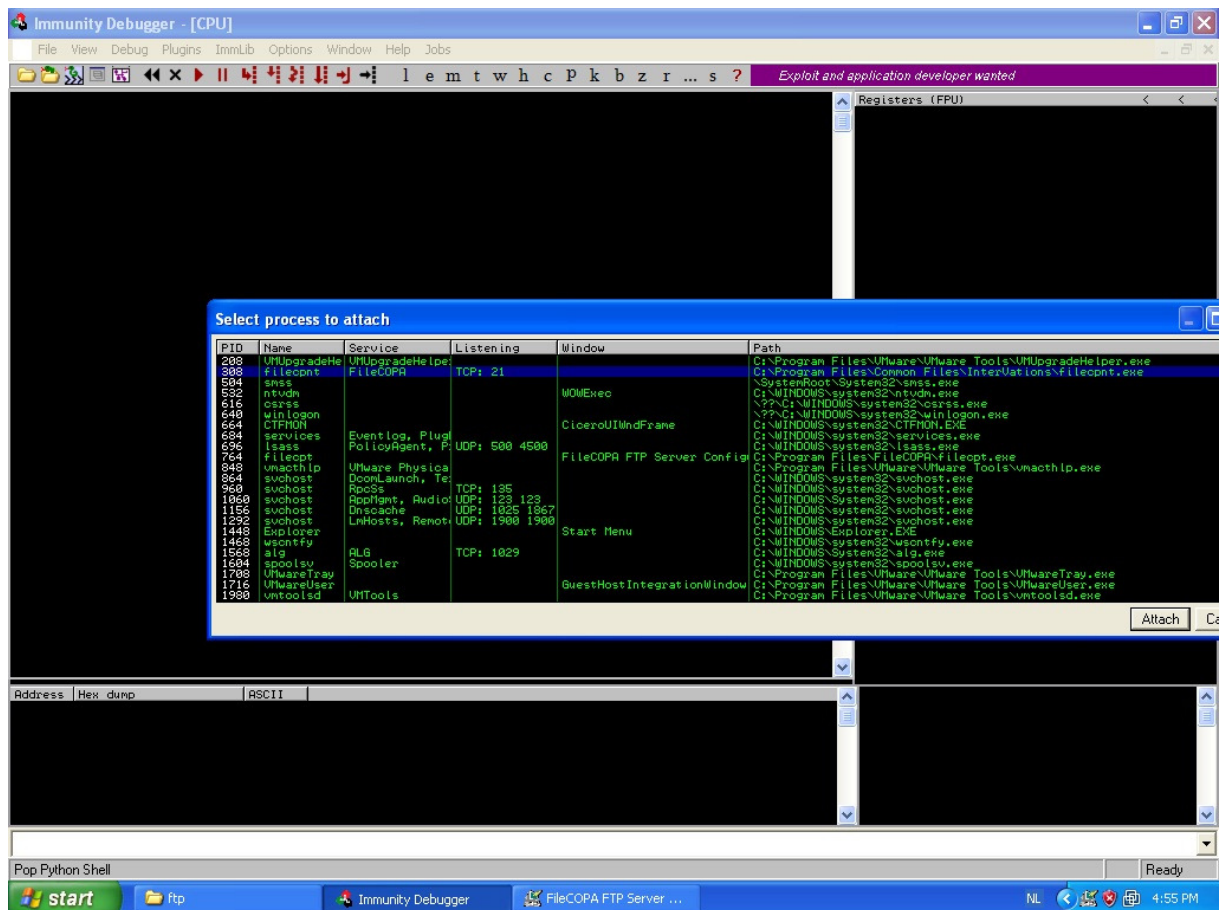 Immunity Debugger - [CPU]
File View Debug Plugins ImmLib Options Window Help Jobs
l e m t w h c P k b z r ... s ? Exploit and application developer wanted
Registers (FPU) < < <
Select process to attach
PID Name Service Listening Window Path
208 VMUpgradeHe VMUpgradeHelpe C:\Program Files\VMware\VMware Tools\VMUpgradeHelper.exe
308 filecpnt FileCOPA TCP: 21 C:\Program Files\Common Files\InterVations\filecpnt.exe
504 smss \SystemRoot\System32\smss.exe
532 ntvdm WOWExec C:\WINDOWS\system32\ntvdm.exe
616 csrss \??\C:\WINDOWS\system32\csrss.exe
640 winlogon \??\C:\WINDOWS\system32\winlogon.exe
664 CTFMON CiceroUIWndFrame C:\WINDOWS\system32\CTFMON.EXE
684 services Eventlog, Plug C:\WINDOWS\system32\services.exe
696 lsass PolicyAgent, P UDP: 500 4500 C:\WINDOWS\system32\lsass.exe
764 filecpt FileCOPA FTP Server Config C:\Program Files\FileCOPA\filecpt.exe
848 vmacthlp VMware Physica C:\Program Files\VMware\VMware Tools\vmacthlp.exe
864 svchost DcomLaunch, Te C:\WINDOWS\system32\svchost.exe
960 svchost RpcSs TCP: 135 C:\WINDOWS\system32\svchost.exe
1060 svchost AppMgmt, Audio UDP: 123 123 C:\WINDOWS\System32\svchost.exe
1156 svchost Dnscache UDP: 1025 1867 C:\WINDOWS\system32\svchost.exe
1292 svchost LmHosts, Remot UDP: 1900 1900 C:\WINDOWS\system32\svchost.exe
1448 Explorer Start Menu C:\WINDOWS\Explorer.EXE
1468 wscntfy C:\WINDOWS\system32\wscntfy.exe
1568 alg ALG TCP: 1029 C:\WINDOWS\System32\alg.exe
1604 spoolsv Spooler C:\WINDOWS\system32\spoolsv.exe
1708 VMwareTray C:\Program Files\VMware\VMware Tools\VMwareTray.exe
1716 VMwareUser GuestHostIntegrationWindow C:\Program Files\VMware\VMware Tools\VMwareUser.exe
1980 vmtoolsd VMTools C:\Program Files\VMware\VMware Tools\vmtoolsd.exe
Attach Ca
Address Hex dump ASCII
Pop Python Shell Ready
start ftp Immunity Debugger FileCOPA FTP Server ... NL 4:55 PM